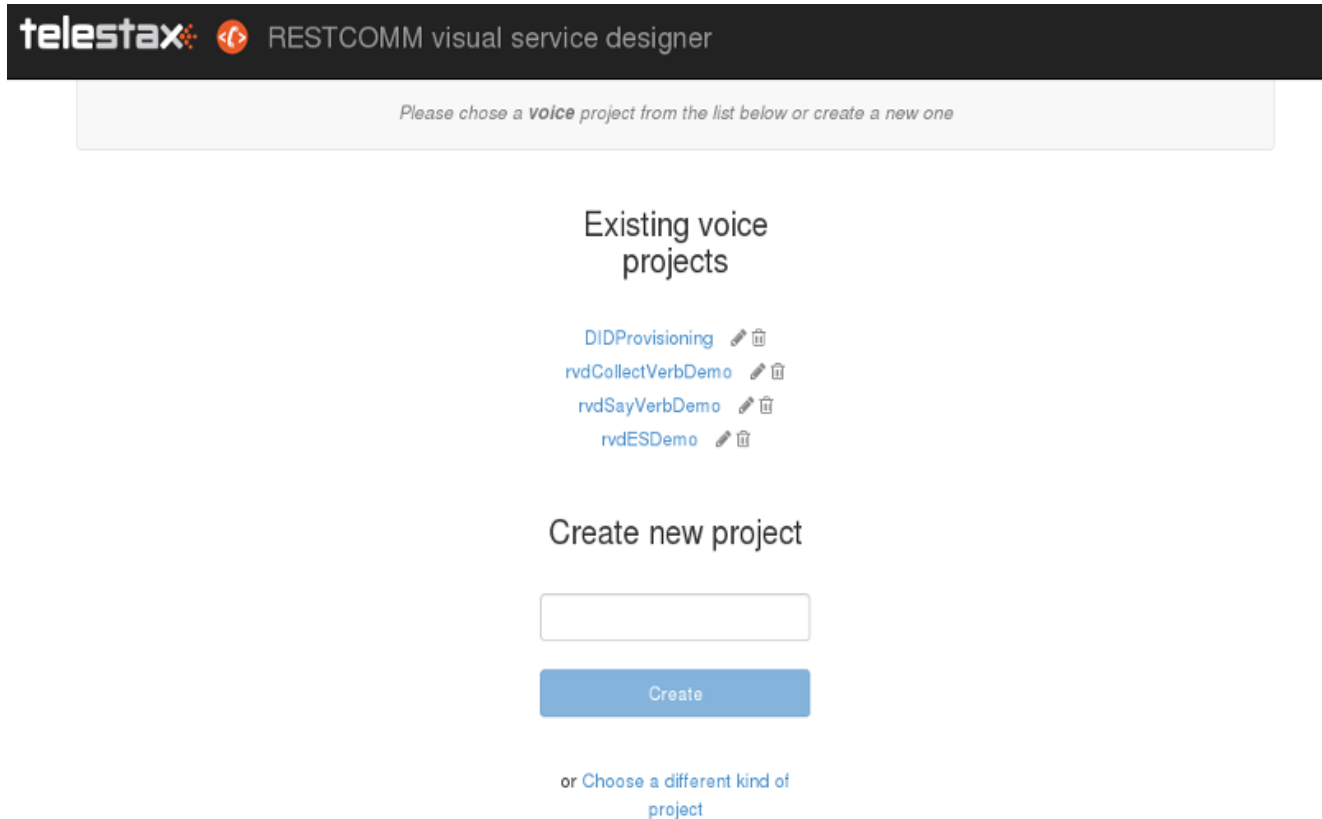 telestax RESTCOMM visual service designer
Please chose a voice project from the list below or create a new one
Existing voice
projects
DIDProvisioning
rvdCollectVerbDemo
rvdSayVerbDemo
rvdESDemo
Create new project
Create
or Choose a different kind of
project